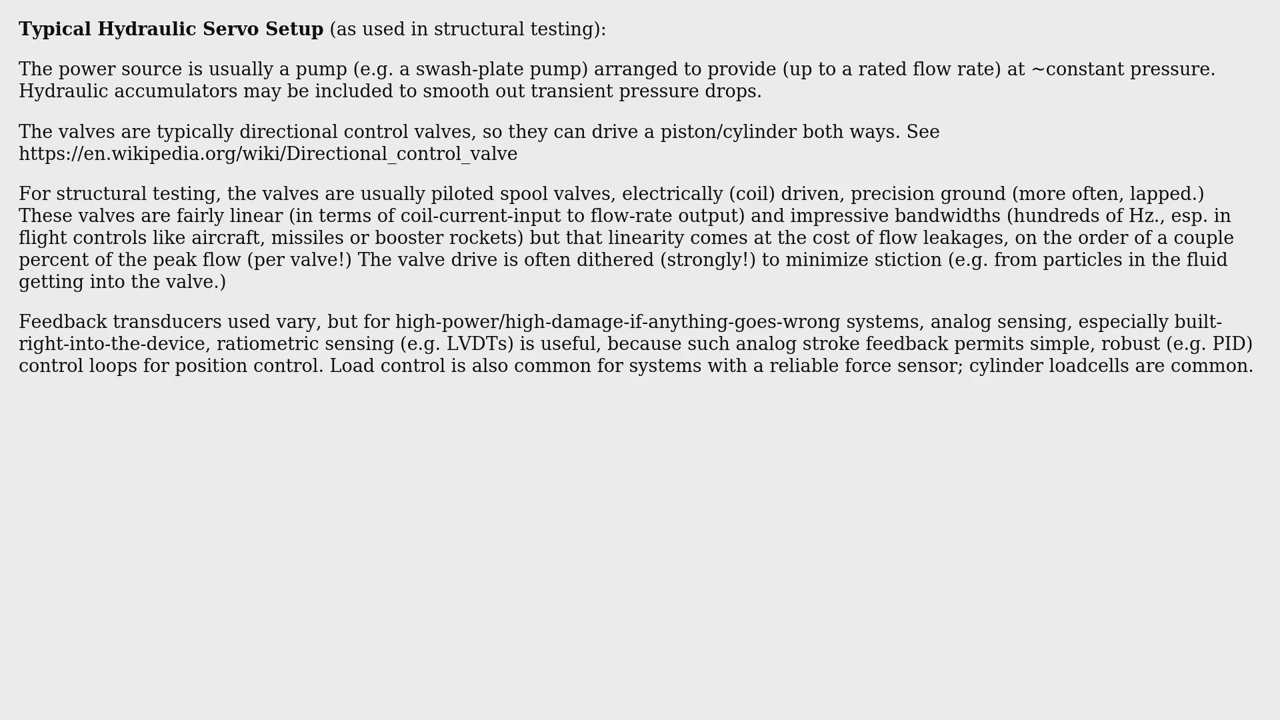 Typical Hydraulic Servo Setup (as used in structural testing):
The power source is usually a pump (e.g. a swash-plate pump) arranged to provide (up to a rated flow rate) at ~constant pressure.
Hydraulic accumulators may be included to smooth out transient pressure drops.
The valves are typically directional control valves, so they can drive a piston/cylinder both ways. See
https://en.wikipedia.org/wiki/Directional_control_valve
For structural testing, the valves are usually piloted spool valves, electrically (coil) driven, precision ground (more often, lapped.)
These valves are fairly linear (in terms of coil-current-input to flow-rate output) and impressive bandwidths (hundreds of Hz., esp. in
flight controls like aircraft, missiles or booster rockets) but that linearity comes at the cost of flow leakages, on the order of a couple
percent of the peak flow (per valve!) The valve drive is often dithered (strongly!) to minimize stiction (e.g. from particles in the fluid
getting into the valve.)
Feedback transducers used vary, but for high-power/high-damage-if-anything-goes-wrong systems, analog sensing, especially built-
right-into-the-device, ratiometric sensing (e.g. LVDTs) is useful, because such analog stroke feedback permits simple, robust (e.g. PID)
control loops for position control. Load control is also common for systems with a reliable force sensor; cylinder loadcells are common.